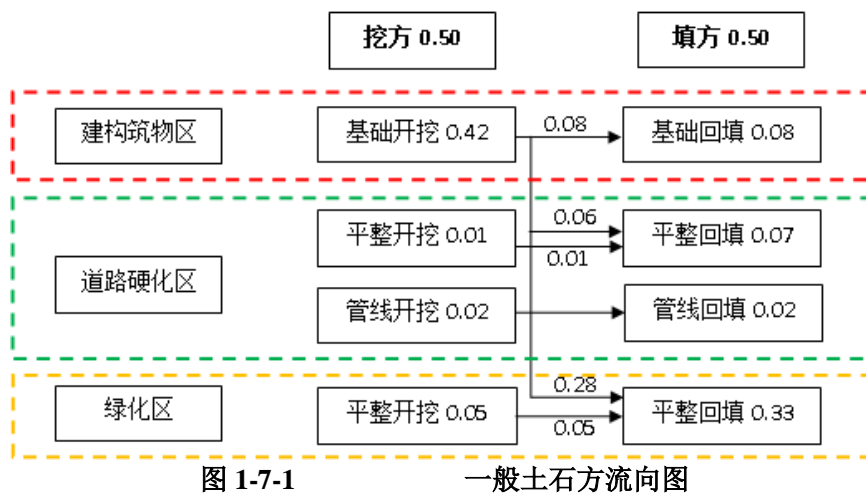 挖方 0.50
填方 0.50
建构筑物区
基础开挖 0.42
0.08
基础回填 0.08
道路硬化区
平整开挖 0.01
0.06
0.01
平整回填 0.07
管线开挖 0.02
管线回填 0.02
绿化区
平整开挖 0.05
0.28
0.05
平整回填 0.33
图 1-7-1 一般土石方流向图